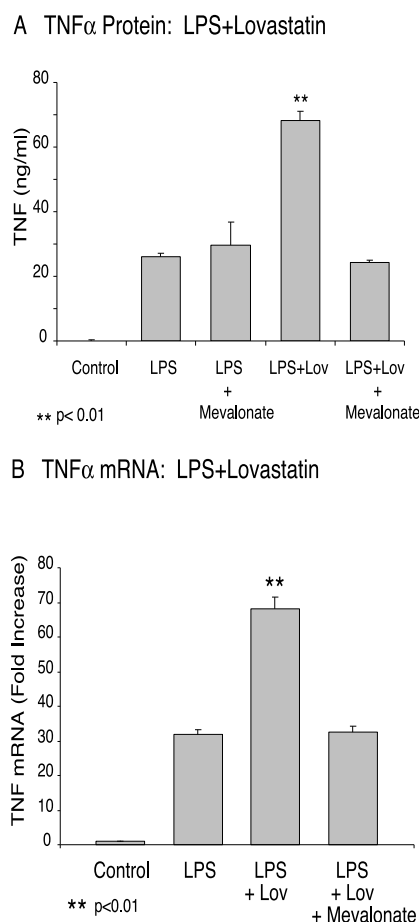 A TNFα Protein: LPS+Lovastatin
80
60
40
20
0
TNF (ng/ml)
**
Control LPS LPS + Mevalonate LPS+Lov LPS+Lov + Mevalonate
** p< 0.01
B TNFα mRNA: LPS+Lovastatin
80
70
60
50
40
30
20
10
0
TNF mRNA (Fold Increase)
**
Control LPS LPS + Lov LPS + Lov + Mevalonate
** p<0.01